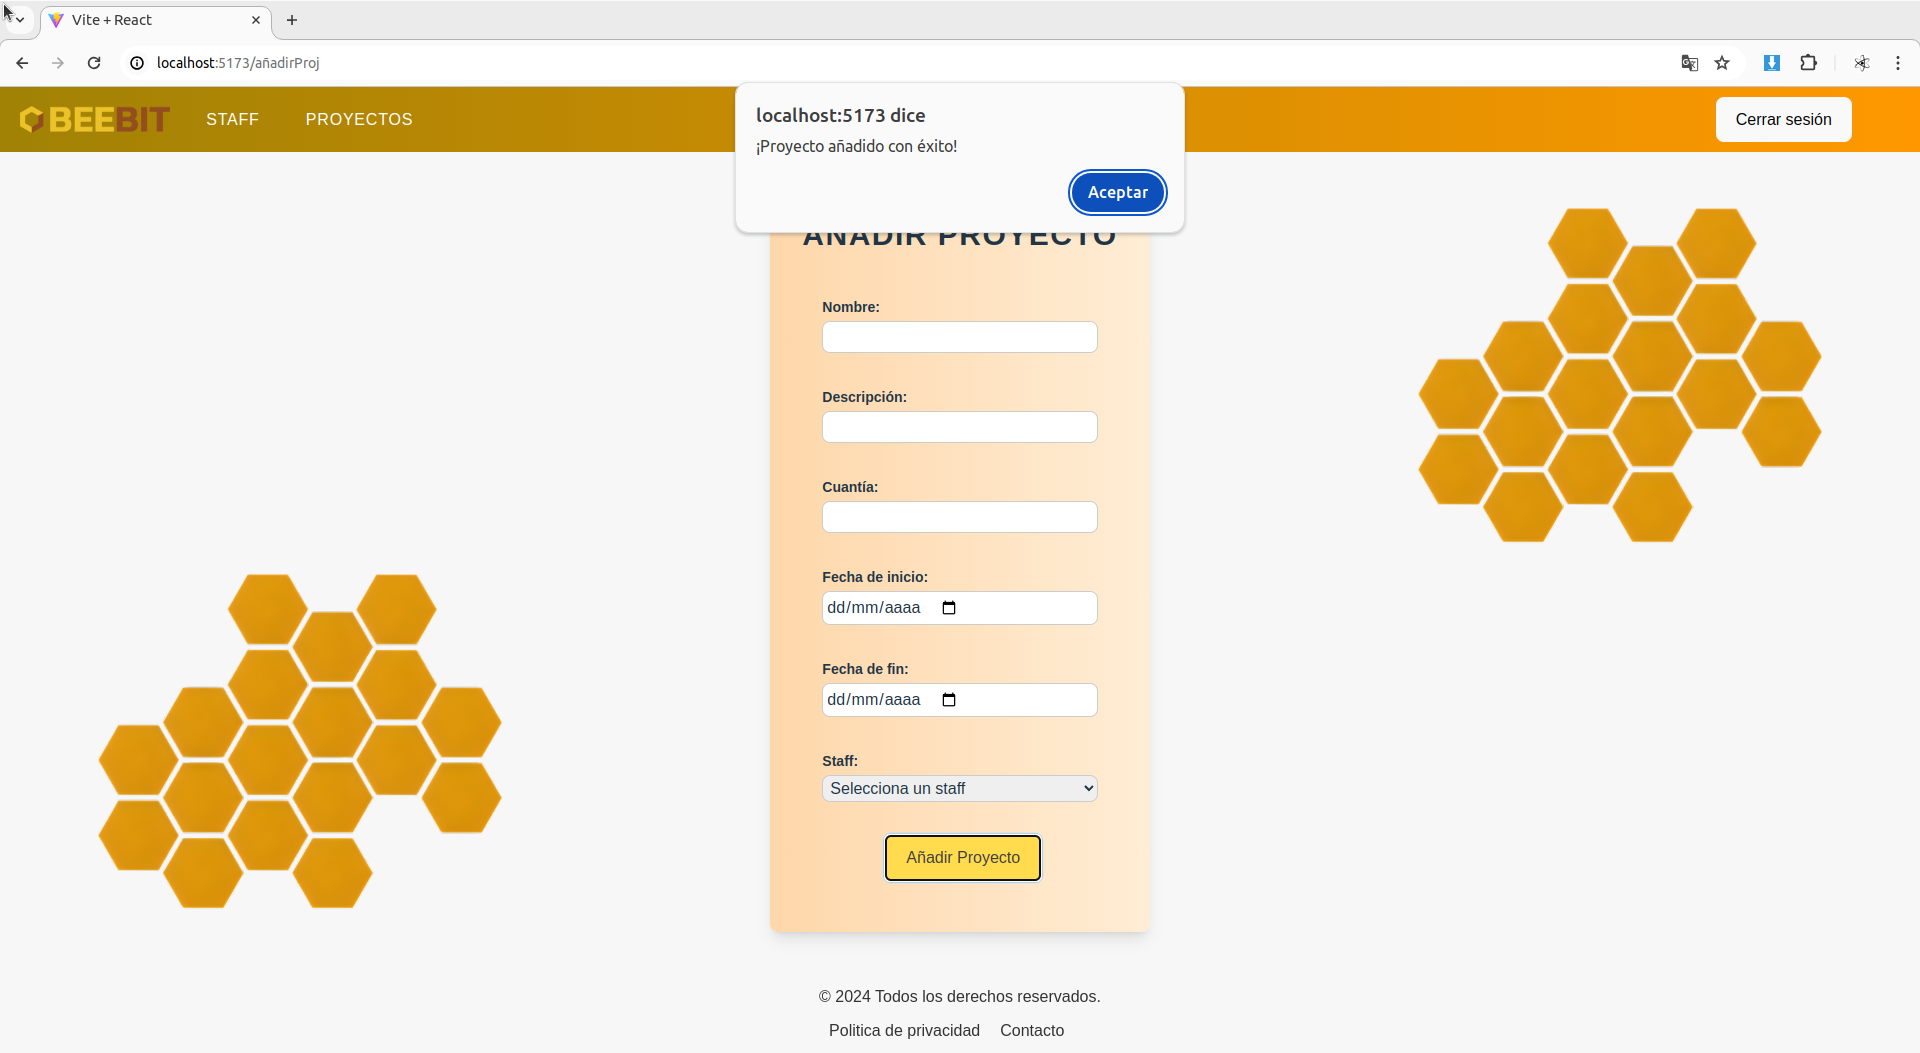 Vite + React
localhost:5173/añadirProj
BEEBIT STAFF PROYECTOS Cerrar sesión
localhost:5173 dice
¡Proyecto añadido con éxito!
Aceptar
AÑADIR PROYECTO
Nombre:
Descripción:
Cuantía:
Fecha de inicio:
dd/mm/aaaa
Fecha de fin:
dd/mm/aaaa
Staff:
Selecciona un staff
Añadir Proyecto
© 2024 Todos los derechos reservados.
Politica de privacidad Contacto